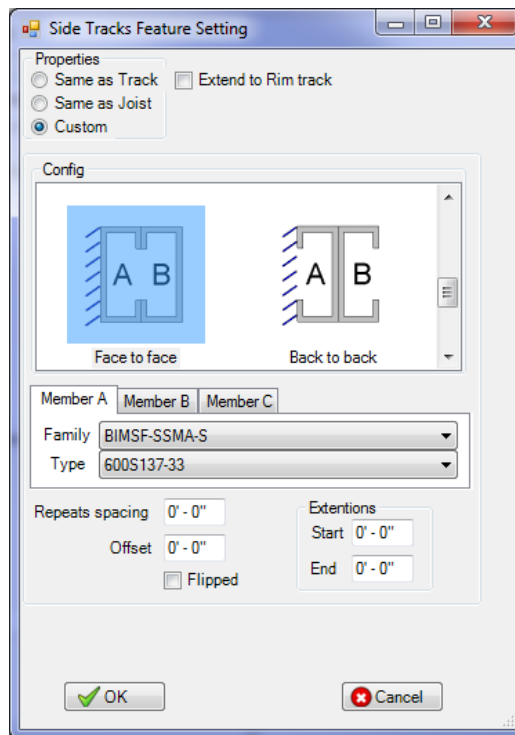 Side Tracks Feature Setting
Properties
Same as Track
Extend to Rim track
Same as Joist
Custom
Config
A B
A B
Face to face
Back to back
Member A
Member B
Member C
Family
BIMSF-SSMA-S
Type
600S137-33
Repeats spacing 0' - 0"
Offset 0' - 0"
Flipped
Extentions
Start 0' - 0"
End 0' - 0"
OK
Cancel